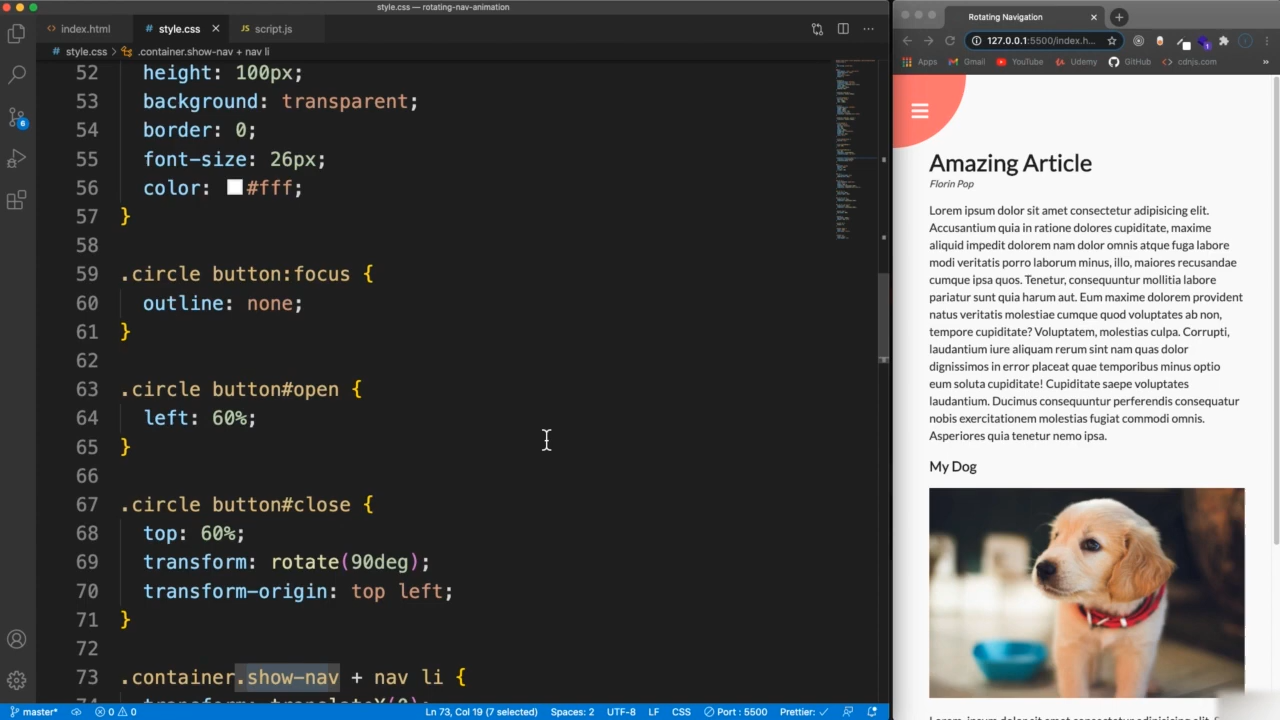 style.css — rotating-nav-animation
index.html
style.css
script.js
style.css > .container.show-nav + nav li
52 height: 100px;
53 background: transparent;
54 border: 0;
55 font-size: 26px;
56 color: #fff;
57 }
58
59 .circle button:focus {
60 outline: none;
61 }
62
63 .circle button#open {
64 left: 60%;
65 }
66
67 .circle button#close {
68 top: 60%;
69 transform: rotate(90deg);
70 transform-origin: top left;
71 }
72
73 .container.show-nav + nav li {
master* 0 0 Ln 73, Col 19 (7 selected) Spaces: 2 UTF-8 LF CSS Port : 5500 Prettier: ✓
Rotating Navigation
127.0.0.1:5500/index.h...
Apps Gmail YouTube Udemy GitHub cdnjs.com »
Amazing Article
Florin Pop
Lorem ipsum dolor sit amet consectetur adipisicing elit.
Accusantium quia in ratione dolores cupiditate, maxime
aliquid impedit dolorem nam dolor omnis atque fuga labore
modi veritatis porro laborum minus, illo, maiores recusandae
cumque ipsa quos. Tenetur, consequuntur mollitia labore
pariatur sunt quia harum aut. Eum maxime dolorem provident
natus veritatis molestiae cumque quod voluptates ab non,
tempore cupiditate? Voluptatem, molestias culpa. Corrupti,
laudantium iure aliquam rerum sint nam quas dolor
dignissimos in error placeat quae temporibus minus optio
eum soluta cupiditate! Cupiditate saepe voluptates
laudantium. Ducimus consequuntur perferendis consequatur
nobis exercitationem molestias fugiat commodi omnis.
Asperiores quia tenetur nemo ipsa.
My Dog